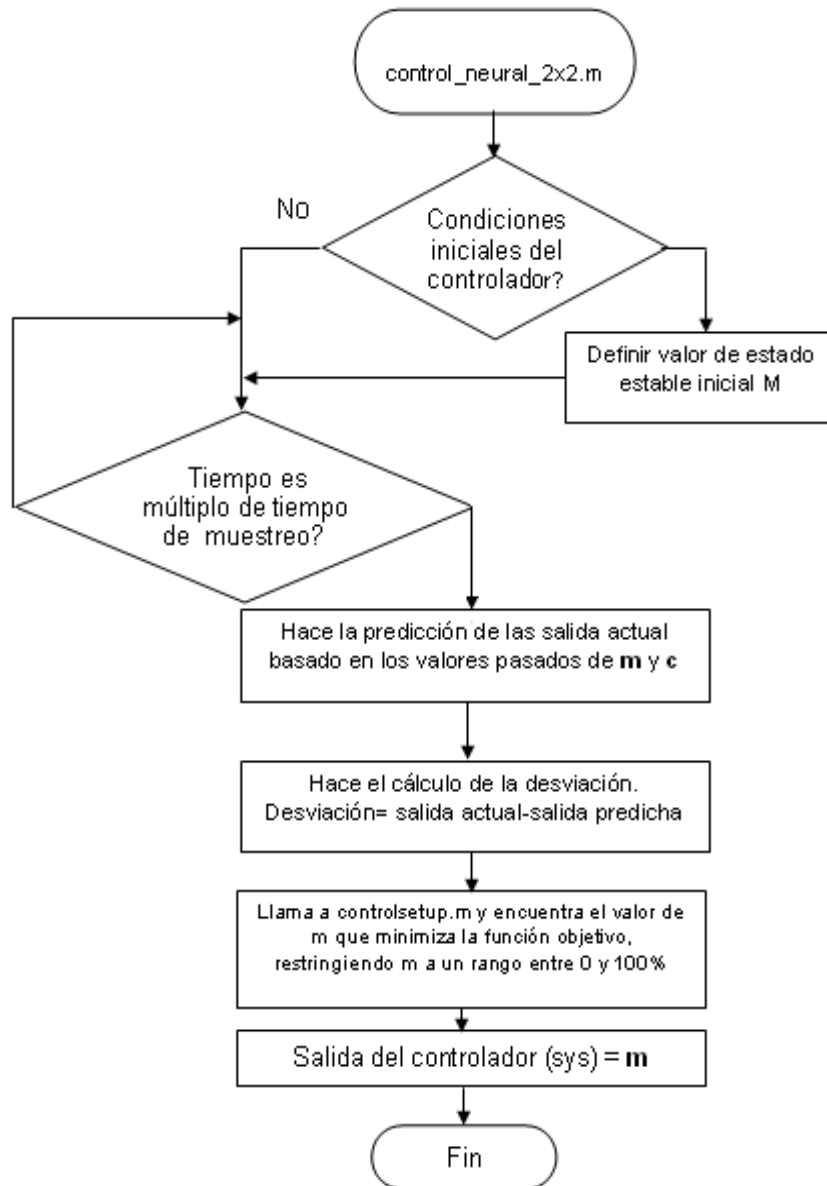 control_neural_2x2.m
No
Condiciones
iniciales del
controlador?
Definir valor de estado
estable inicial M
Tiempo es
múltiplo de tiempo
de muestreo?
Hace la predicción de las salida actual
basado en los valores pasados de m y c
Hace el cálculo de la desviación.
Desviación= salida actual-salida predicha
Llama a controlsetup.m y encuentra el valor de
m que minimiza la función objetivo,
restringiendo m a un rango entre 0 y 100%
Salida del controlador (sys) = m
Fin